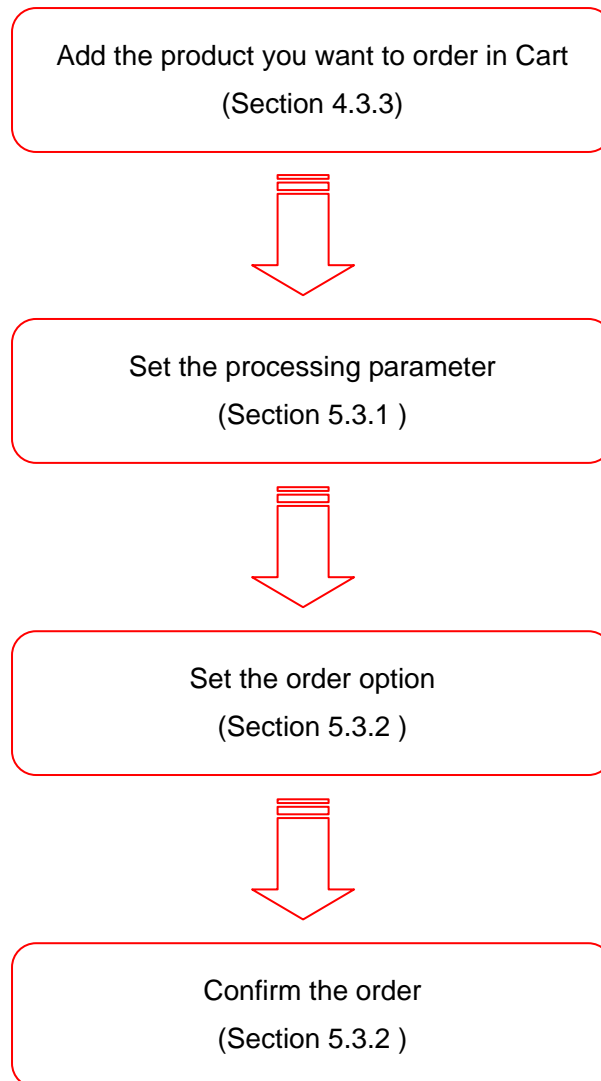 Add the product you want to order in Cart
(Section 4.3.3)
Set the processing parameter
(Section 5.3.1 )
Set the order option
(Section 5.3.2 )
Confirm the order
(Section 5.3.2 )